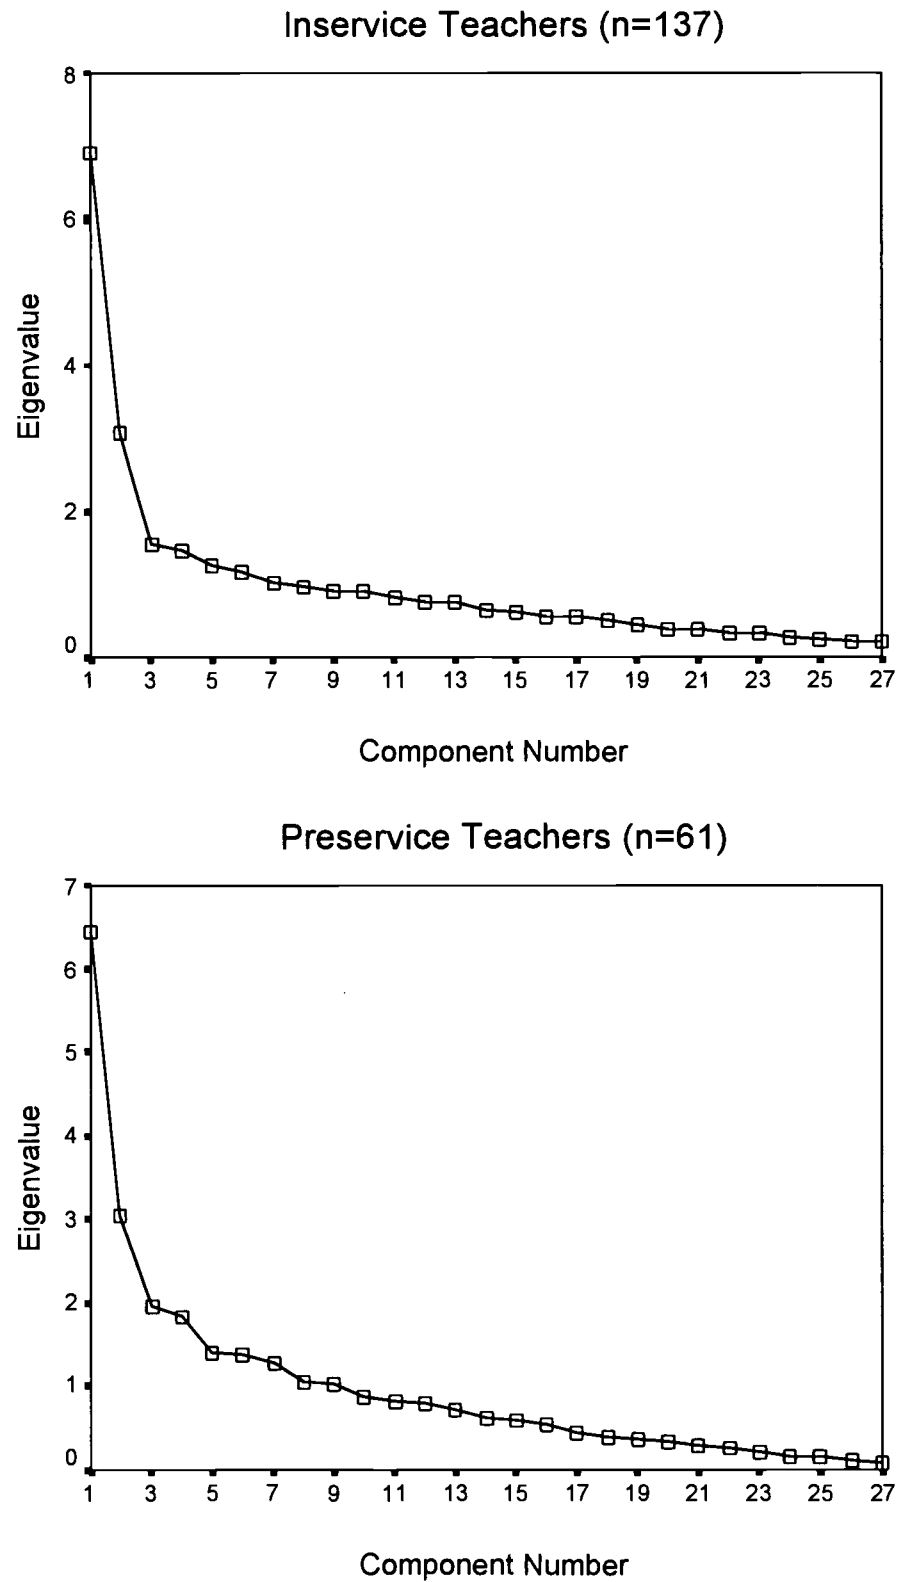 Inservice Teachers (n=137)
8
6
4
2
0
Eigenvalue
1 3 5 7 9 11 13 15 17 19 21 23 25 27
Component Number
Preservice Teachers (n=61)
7
6
5
4
3
2
1
0
Eigenvalue
1 3 5 7 9 11 13 15 17 19 21 23 25 27
Component Number